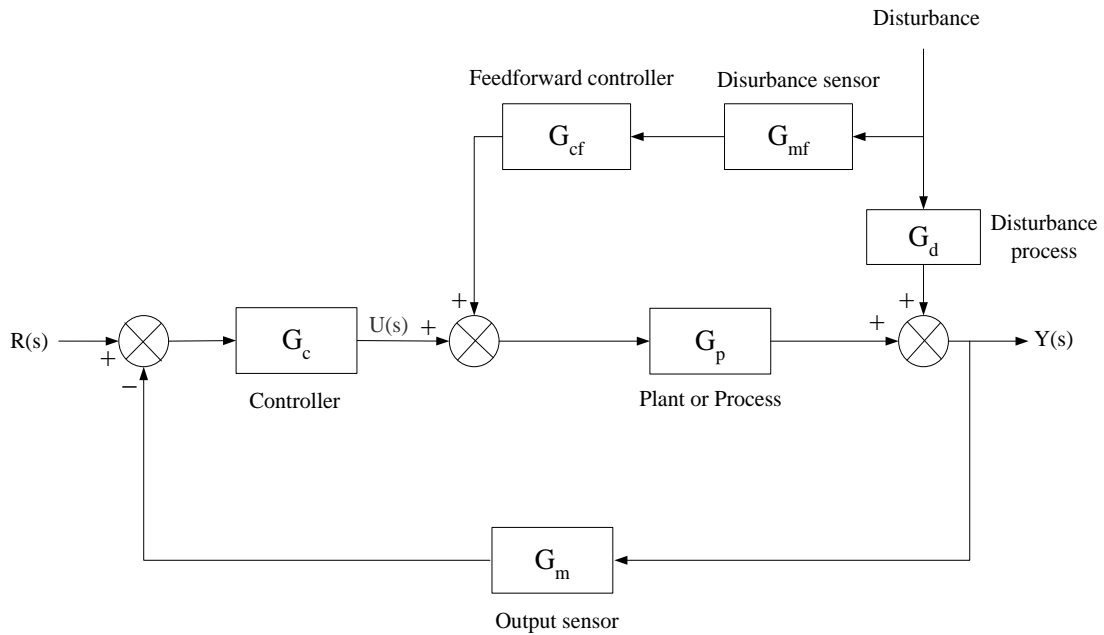 Disturbance
Feedforward controller
Disurbance sensor
G_cf
G_mf
G_d
Disturbance
process
+
+
R(s)
+
−
G_c
U(s)
+
G_p
+
Y(s)
Controller
Plant or Process
G_m
Output sensor